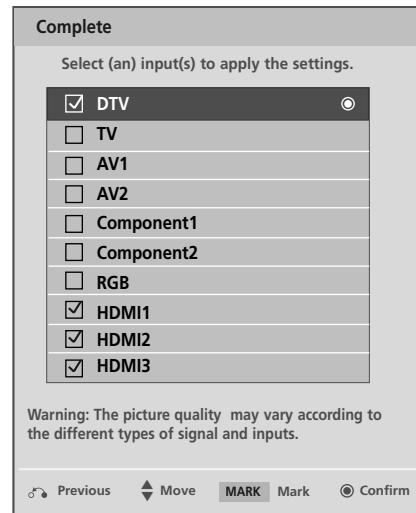 Complete
Select (an) input(s) to apply the settings.
DTV
TV
AV1
AV2
Component1
Component2
RGB
HDMI1
HDMI2
HDMI3
Warning: The picture quality may vary according to
the different types of signal and inputs.
Previous Move MARK Mark Confirm